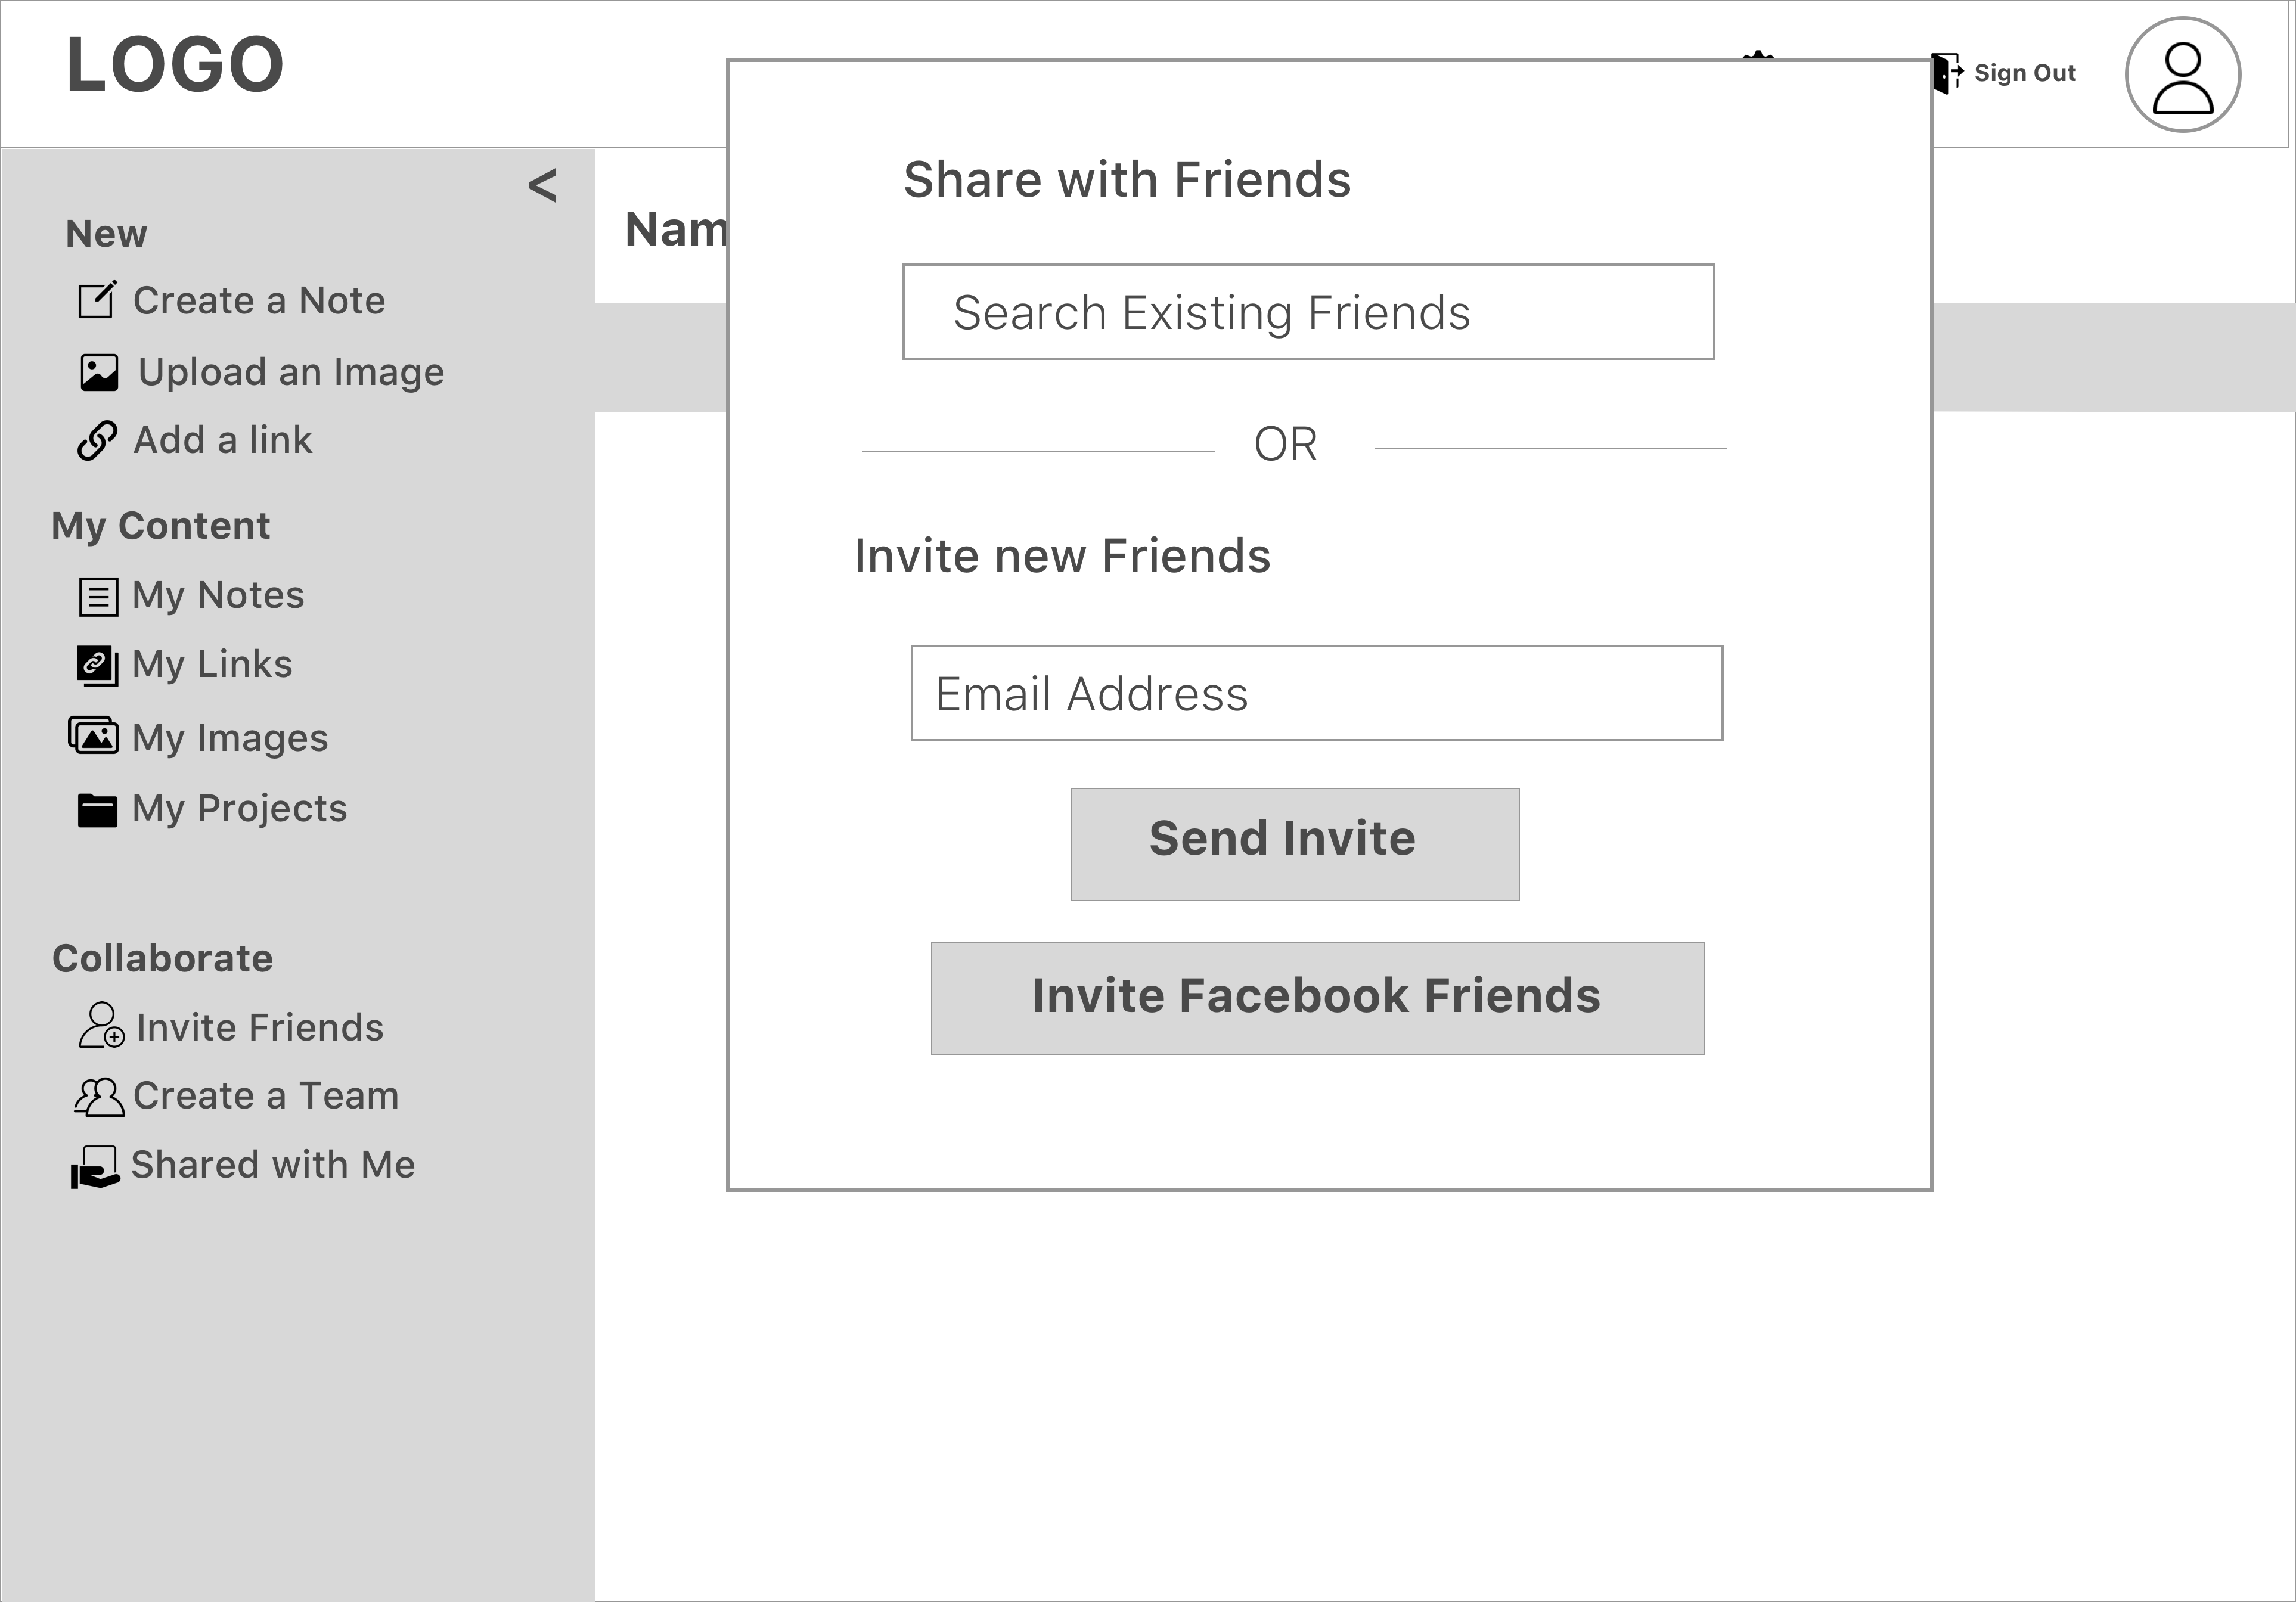 LOGO
Sign Out
<
New
Create a Note
Upload an Image
Add a link
My Content
My Notes
My Links
My Images
My Projects
Collaborate
Invite Friends
Create a Team
Shared with Me
Share with Friends
Search Existing Friends
OR
Invite new Friends
Email Address
Send Invite
Invite Facebook Friends